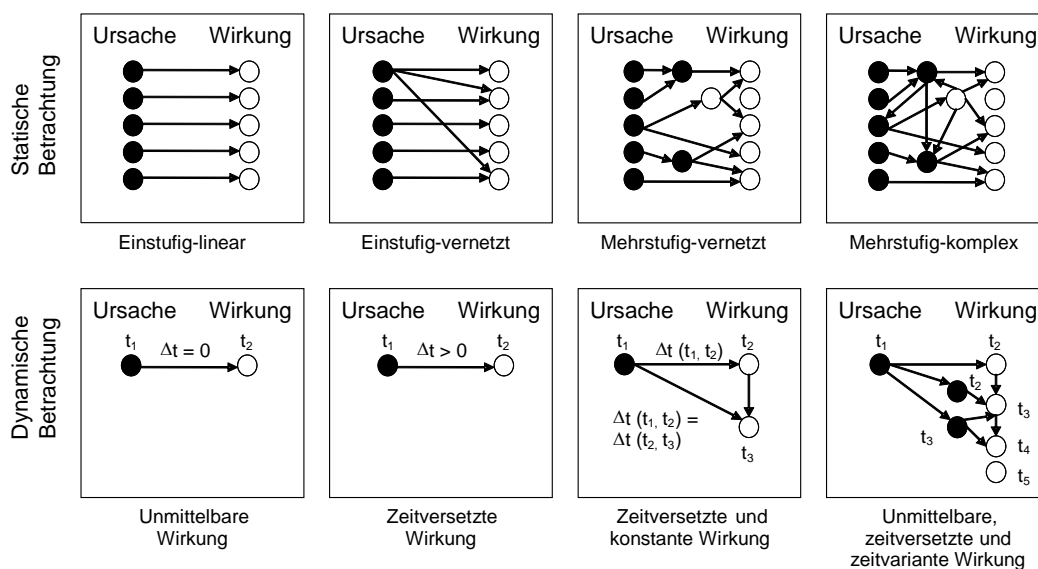 Statische
Betrachtung
Ursache Wirkung
Einstufig-linear
Ursache Wirkung
Einstufig-vernetzt
Ursache Wirkung
Mehrstufig-vernetzt
Ursache Wirkung
Mehrstufig-komplex
Dynamische
Betrachtung
Ursache Wirkung
t₁ Δt = 0 t₂
Unmittelbare
Wirkung
Ursache Wirkung
t₁ Δt > 0 t₂
Zeitversetzte
Wirkung
Ursache Wirkung
t₁ t₂
Δt (t₁, t₂)
Δt (t₁, t₂) =
Δt (t₂, t₃)
t₃
Zeitversetzte und
konstante Wirkung
Ursache Wirkung
t₁ t₂
t₂
t₃
t₃
t₄
t₅
Unmittelbare,
zeitversetzte und
zeitvariante Wirkung